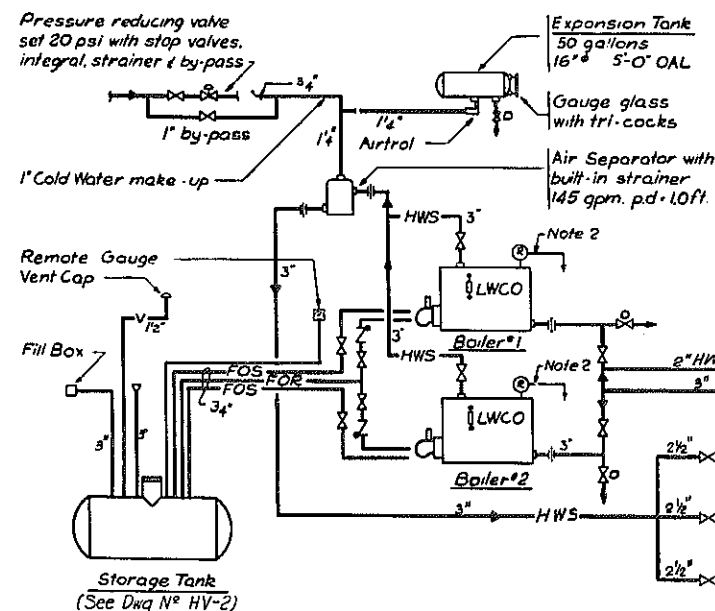 Pressure reducing valve
set 20 psi with stop valves,
integral, strainer & by-pass
3/4"
1" by-pass
1"Cold Water make-up
1 1/4"
1 1/4"
Airtrol
Expansion Tank
50 gallons
16"φ 5'-0" OAL
Gauge glass
with tri-cocks
D
Air Separator with
built-in strainer
145 gpm. p.d = 1.0ft.
HWS
3"
R
Note 2
LWCO
Boiler #1
D
3"
Remote Gauge
Vent Cap
V
1 1/2"
Fill Box
3"
HWS
FOS
FOR
FOS
3/4"
3"
3"
R
Note 2
LWCO
Boiler #2
3"
D
2"HW
3"
2 1/2"
2 1/2"
2 1/2"
3"
HWS
Storage Tank
(See Dwg Nº HV-2)